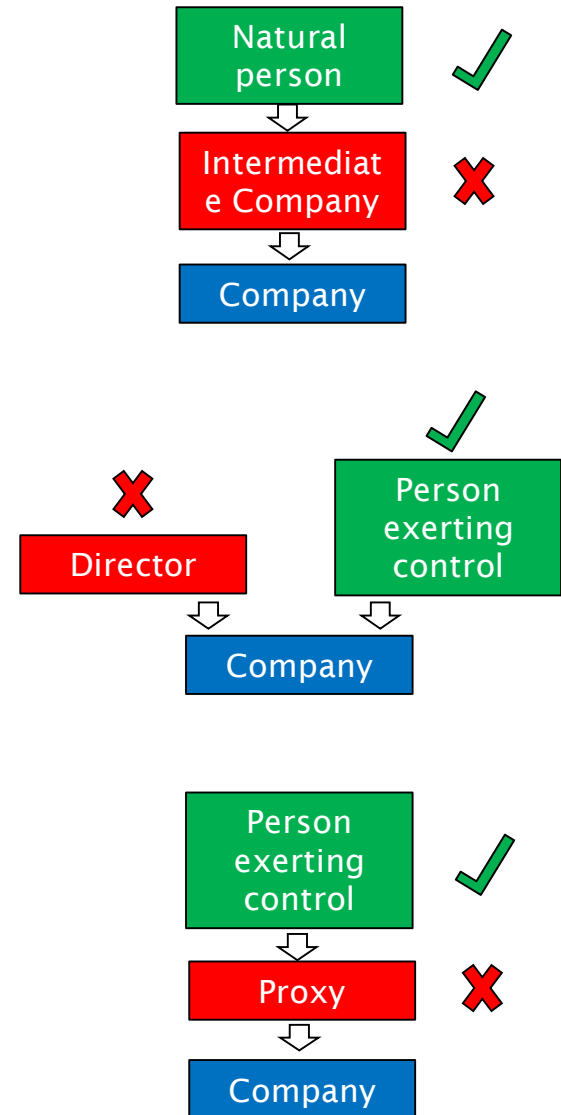 Natural
person
Intermediat
e Company
Company
Person
exerting
control
Director
Company
Person
exerting
control
Proxy
Company